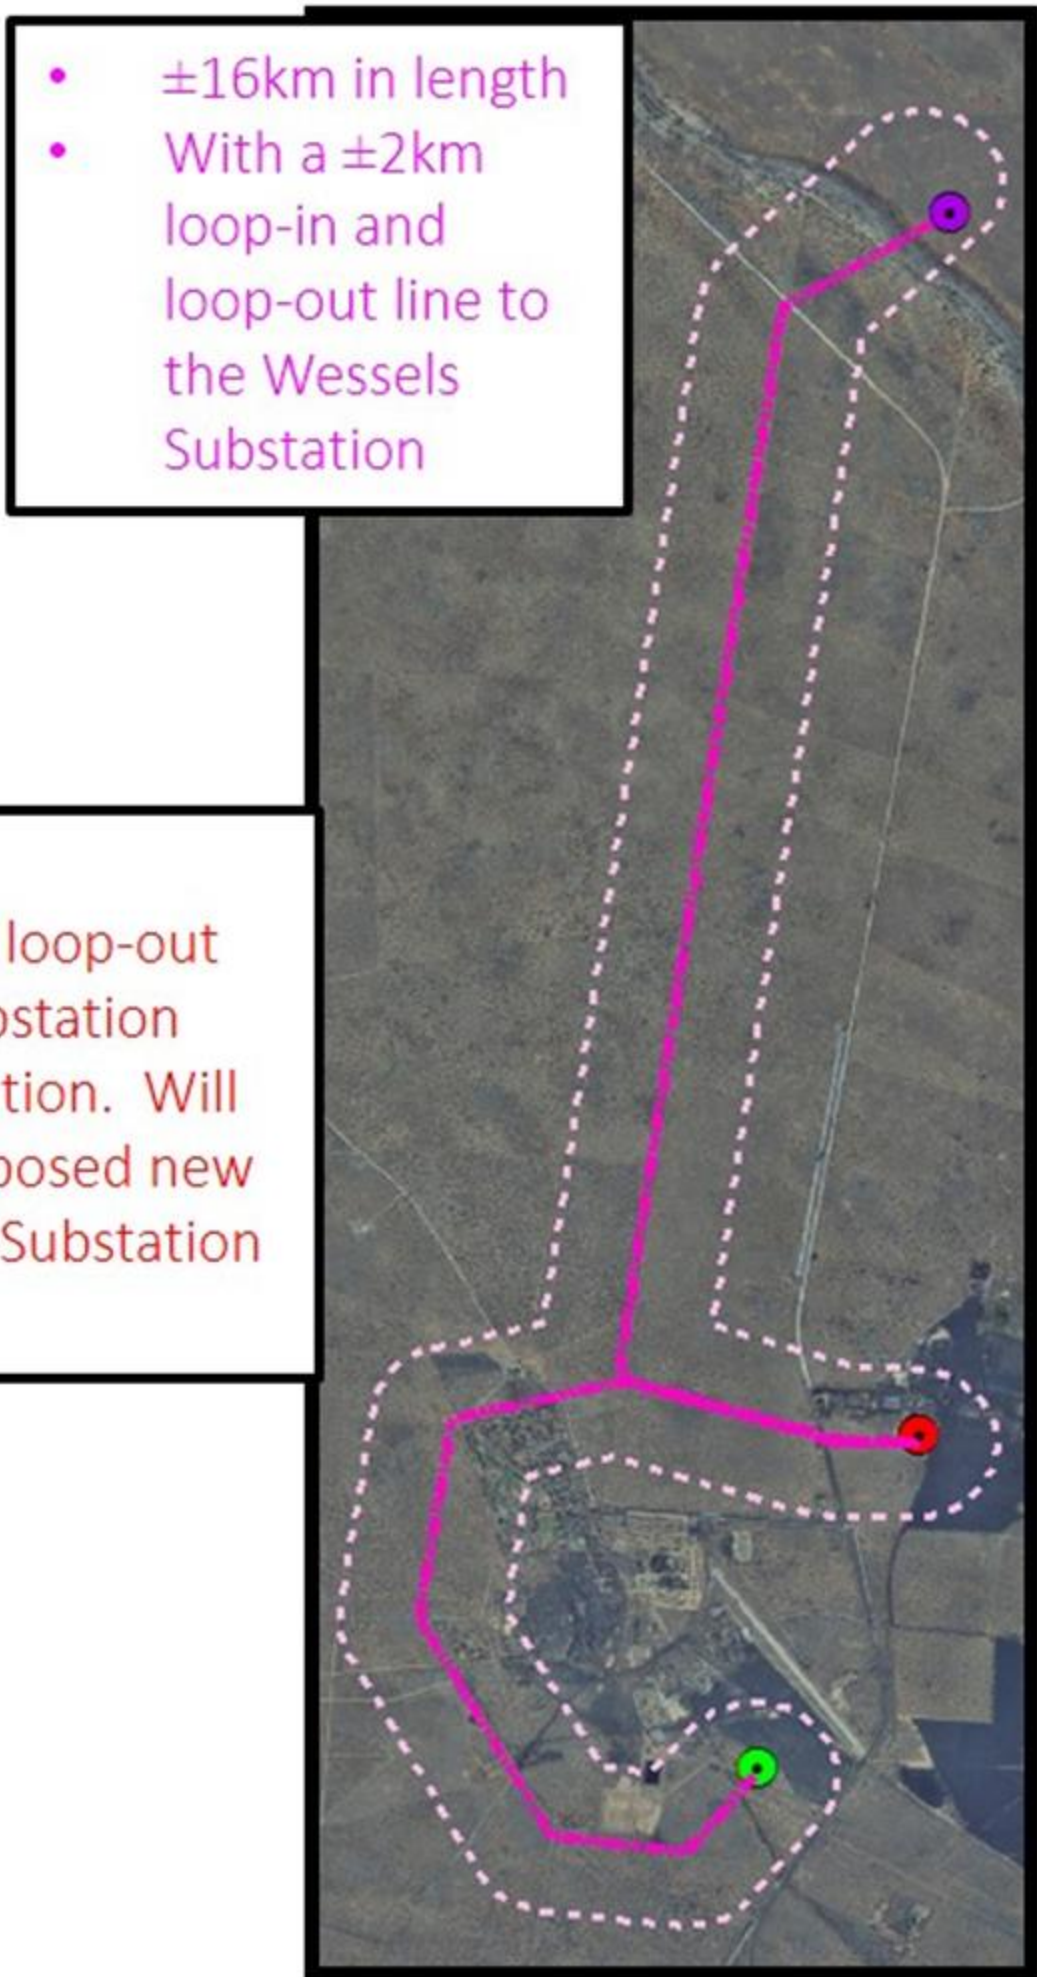 • ±16km in length
• With a ±2km
loop-in and
loop-out line to
the Wessels
Substation
loop-out
bstation
tion. Will
posed new
Substation